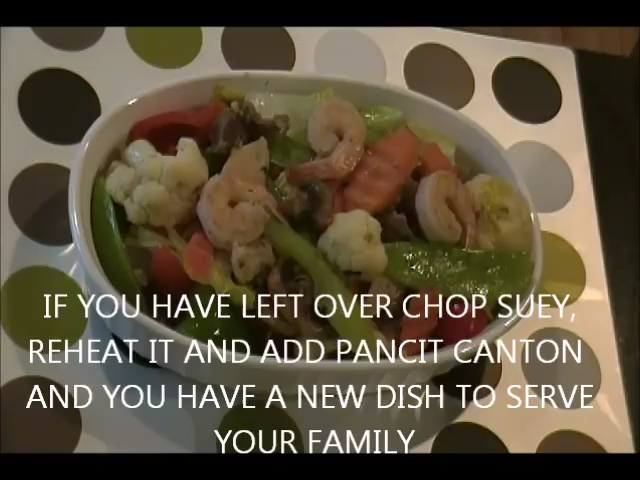 IF YOU HAVE LEFT OVER CHOP SUEY,
REHEAT IT AND ADD PANCIT CANTON
AND YOU HAVE A NEW DISH TO SERVE
YOUR FAMILY